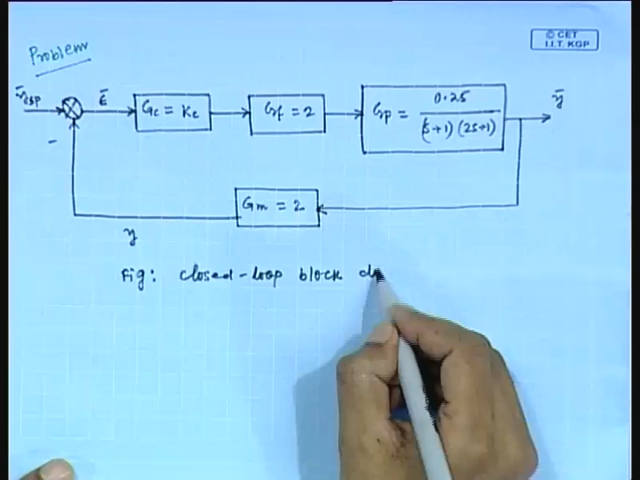 © CET
I.I.T. KGP
Problem
ȳsp
Ē
Gc = Kc
Gf = 2
Gp = 0.25 / (s+1) (2s+1)
ȳ
-
Gm = 2
y
Fig: closed-loop block d